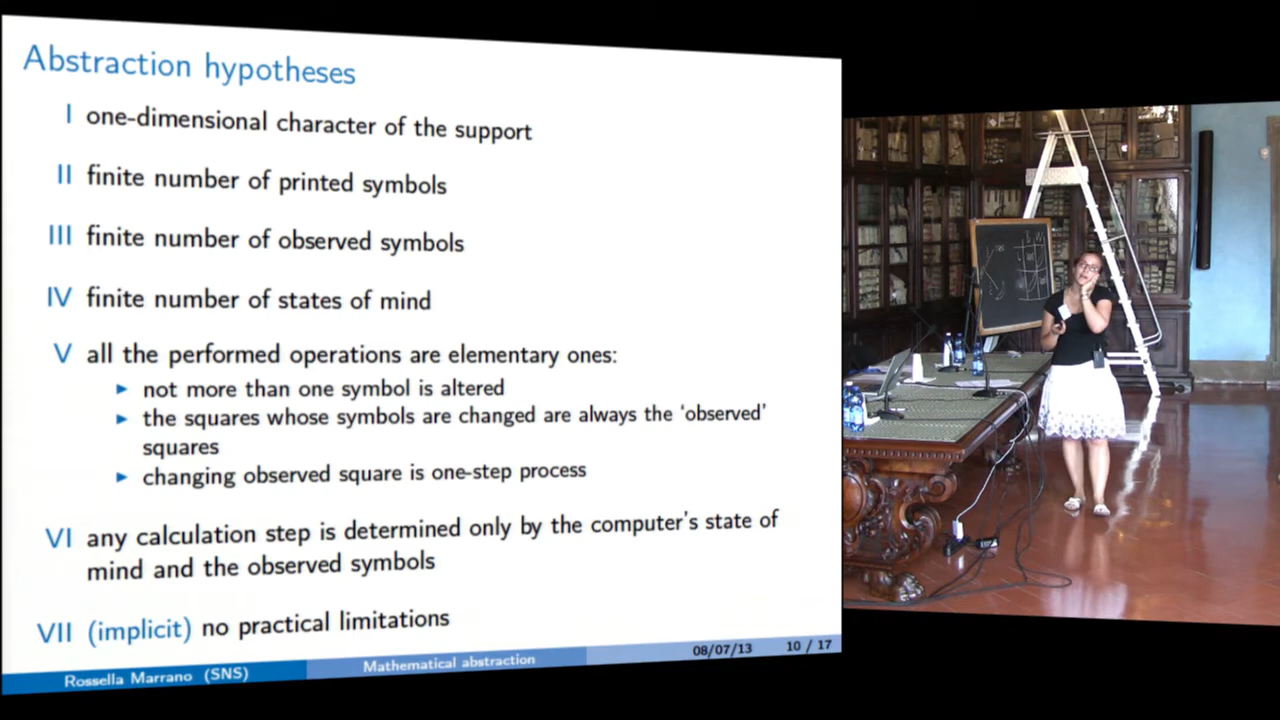 Abstraction hypotheses
I one-dimensional character of the support
II finite number of printed symbols
III finite number of observed symbols
IV finite number of states of mind
V all the performed operations are elementary ones:
► not more than one symbol is altered
► the squares whose symbols are changed are always the ‘observed’
squares
► changing observed square is one-step process
VI any calculation step is determined only by the computer's state of
mind and the observed symbols
VII (implicit) no practical limitations
Rossella Marrano (SNS) Mathematical abstraction 08/07/13 10 / 17